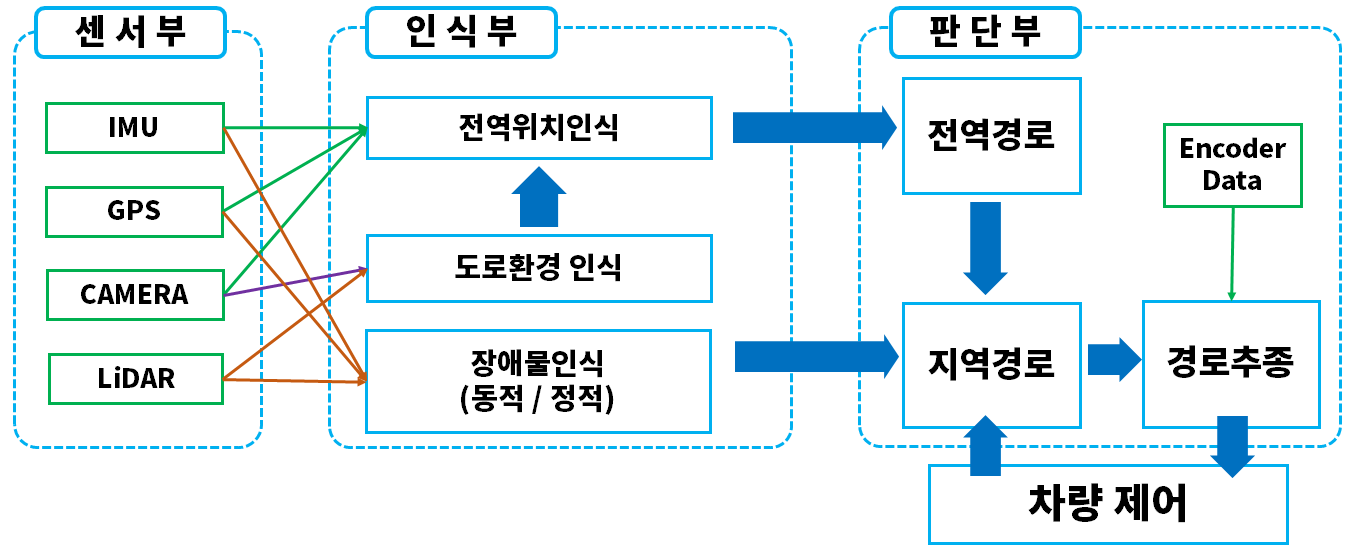 센 서 부
IMU
GPS
CAMERA
LiDAR
인 식 부
전역위치인식
도로환경 인식
장애물인식
(동적 / 정적)
판 단 부
전역경로
Encoder
Data
지역경로
경로추종
차량 제어